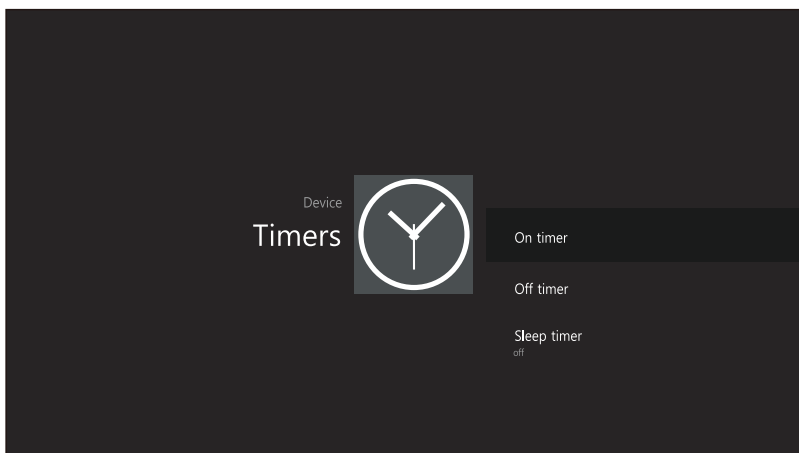 Device
Timers
On timer
Off timer
Sleep timer
off